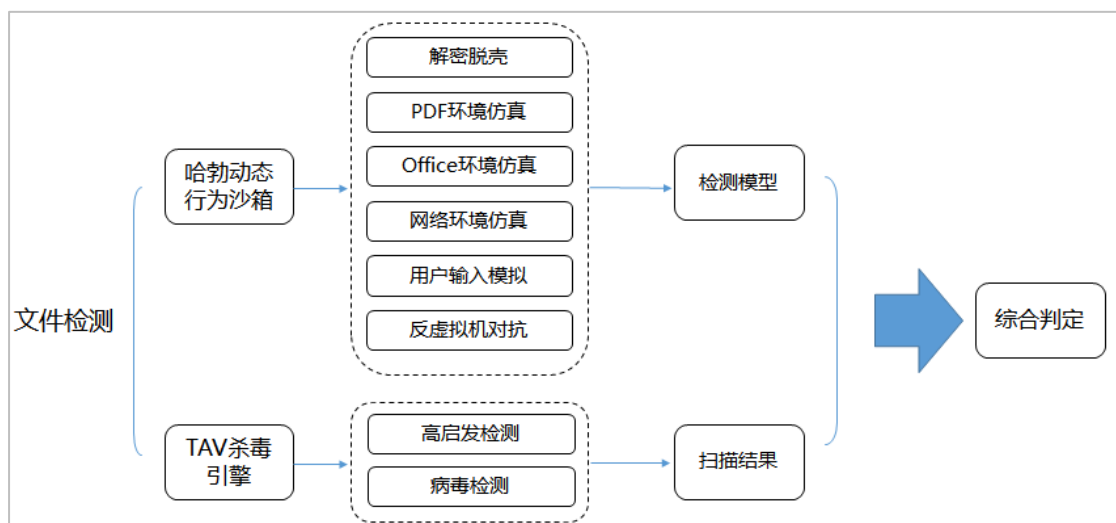 文件检测
哈勃动态
行为沙箱
解密脱壳
PDF环境仿真
Office环境仿真
网络环境仿真
用户输入模拟
反虚拟机对抗
检测模型
TAV杀毒
引擎
高启发检测
病毒检测
扫描结果
综合判定